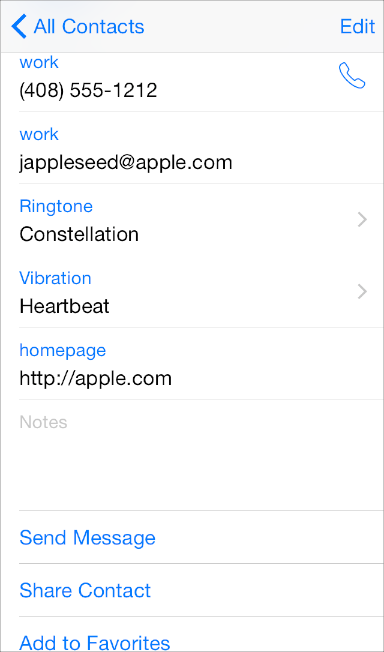 All Contacts
Edit
work
(408) 555-1212
work
jappleseed@apple.com
Ringtone
Constellation
Vibration
Heartbeat
homepage
http://apple.com
Notes
Send Message
Share Contact
Add to Favorites